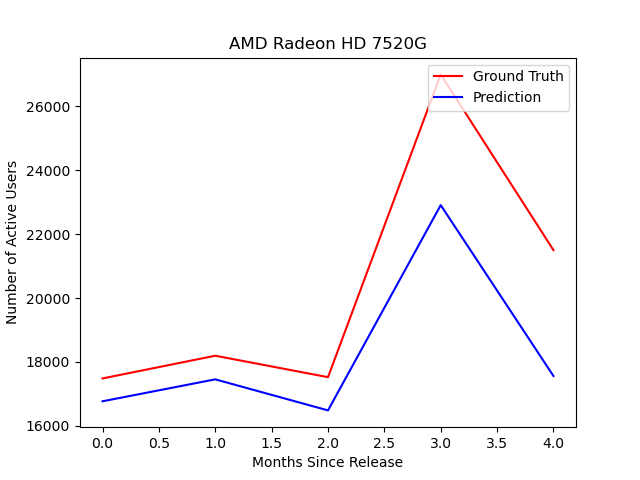 AMD Radeon HD 7520G
Ground Truth
Prediction
26000
24000
22000
20000
18000
16000
Number of Active Users
0.0 0.5 1.0 1.5 2.0 2.5 3.0 3.5 4.0
Months Since Release